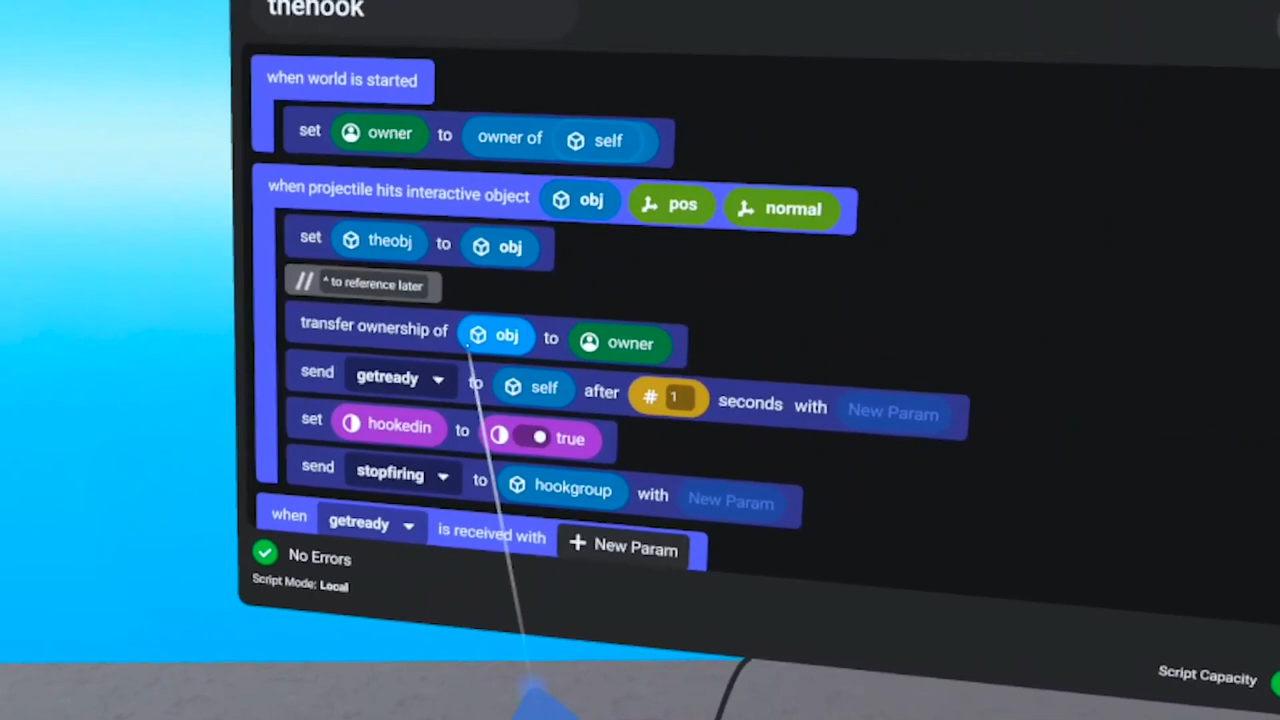 thehook
when world is started
set owner to owner of self
when projectile hits interactive object obj pos normal
set theobj to obj
// ^ to reference later
transfer ownership of obj to owner
send getready to self after # 1 seconds with New Param
set hookedin to true
send stopfiring to hookgroup with New Param
when getready is received with + New Param
No Errors
Script Mode: Local
Script Capacity